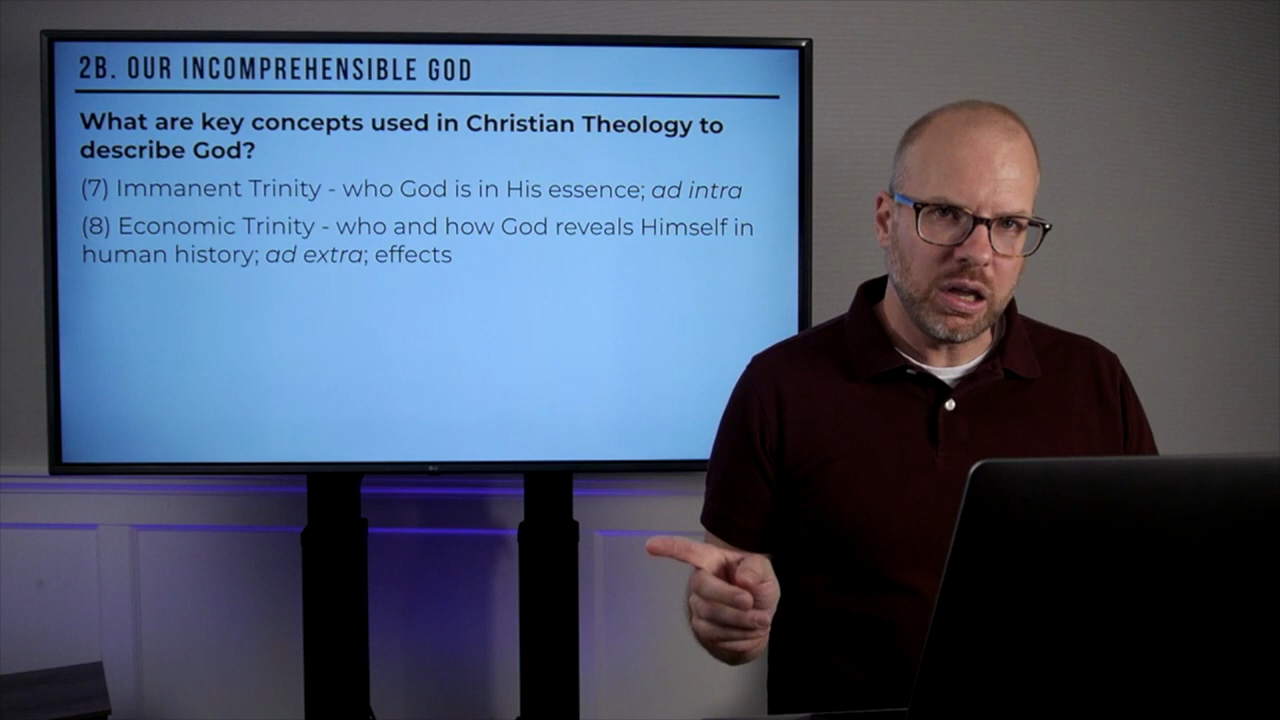 2B. OUR INCOMPREHENSIBLE GOD
What are key concepts used in Christian Theology to
describe God?
(7) Immanent Trinity - who God is in His essence; ad intra
(8) Economic Trinity - who and how God reveals Himself in
human history; ad extra; effects